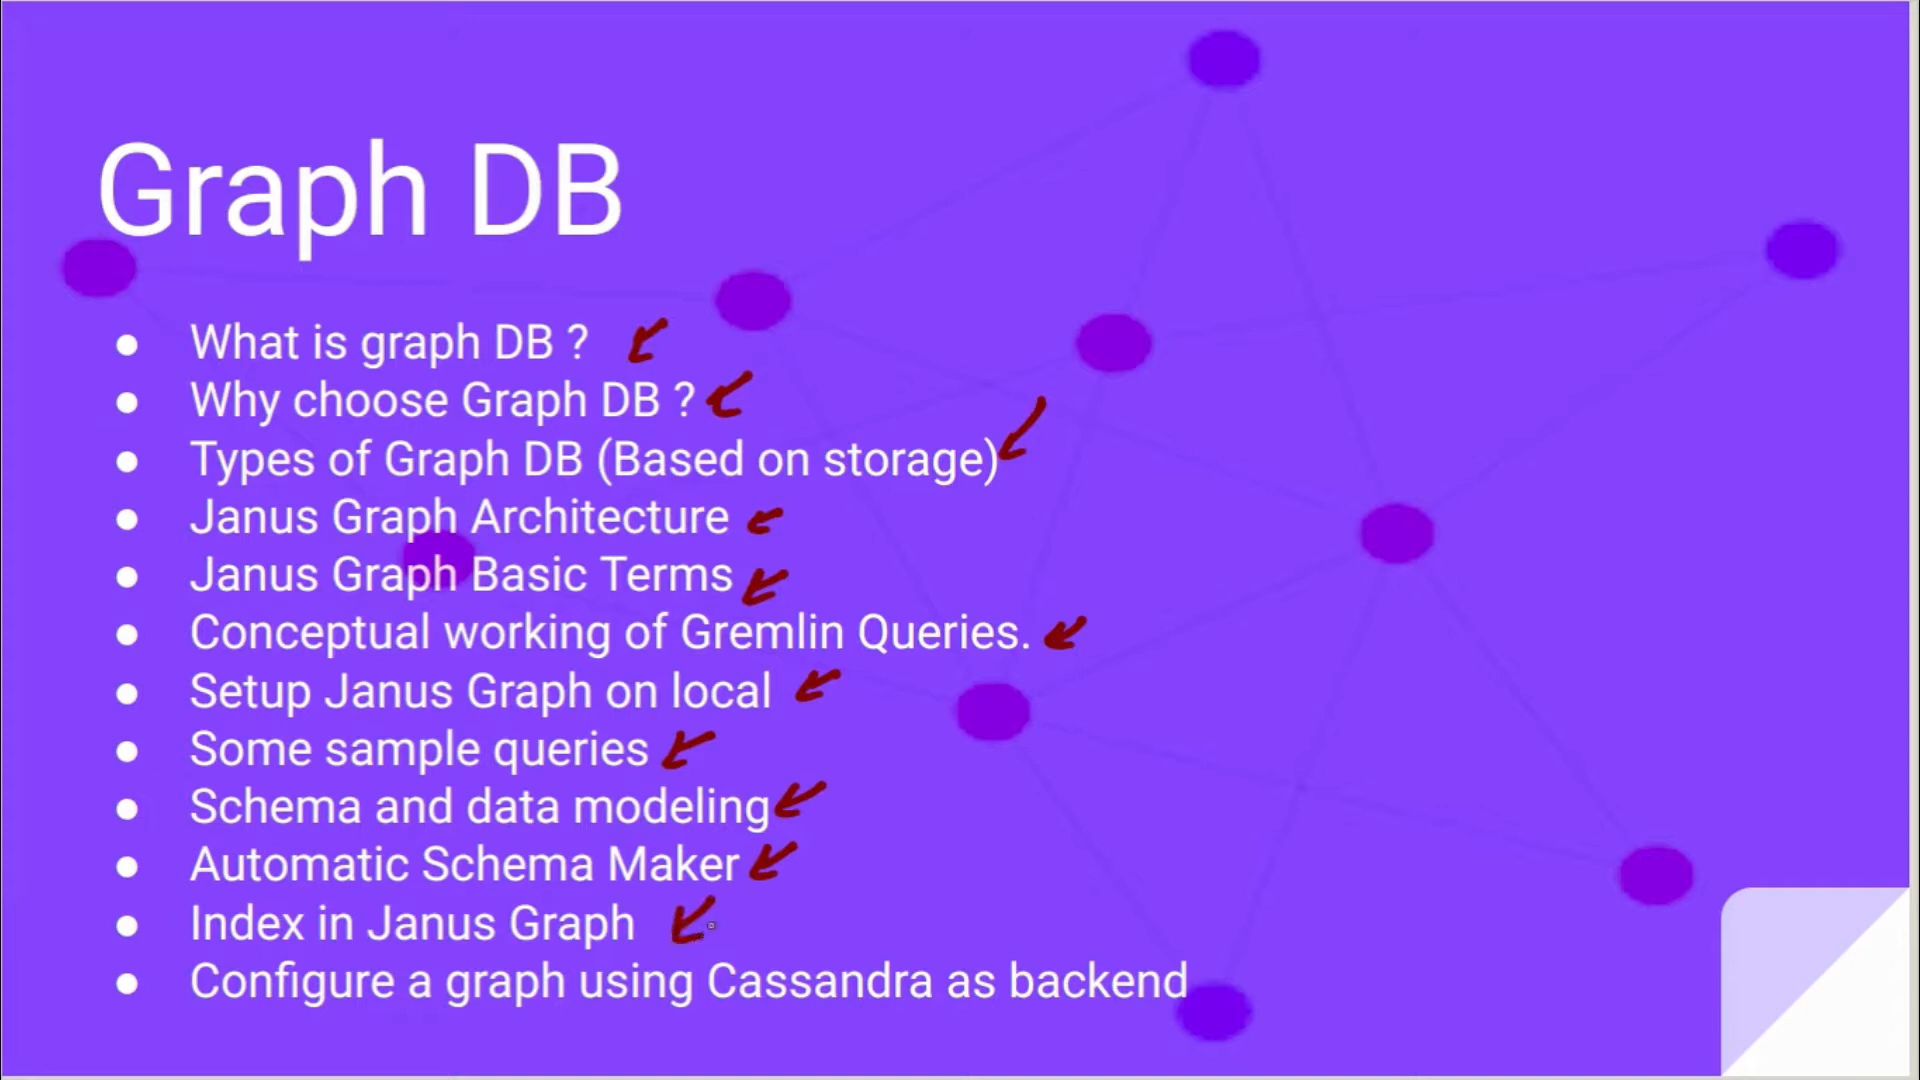 Graph DB
● What is graph DB ?
● Why choose Graph DB ?
● Types of Graph DB (Based on storage)
● Janus Graph Architecture
● Janus Graph Basic Terms
● Conceptual working of Gremlin Queries.
● Setup Janus Graph on local
● Some sample queries
● Schema and data modeling
● Automatic Schema Maker
● Index in Janus Graph
● Configure a graph using Cassandra as backend